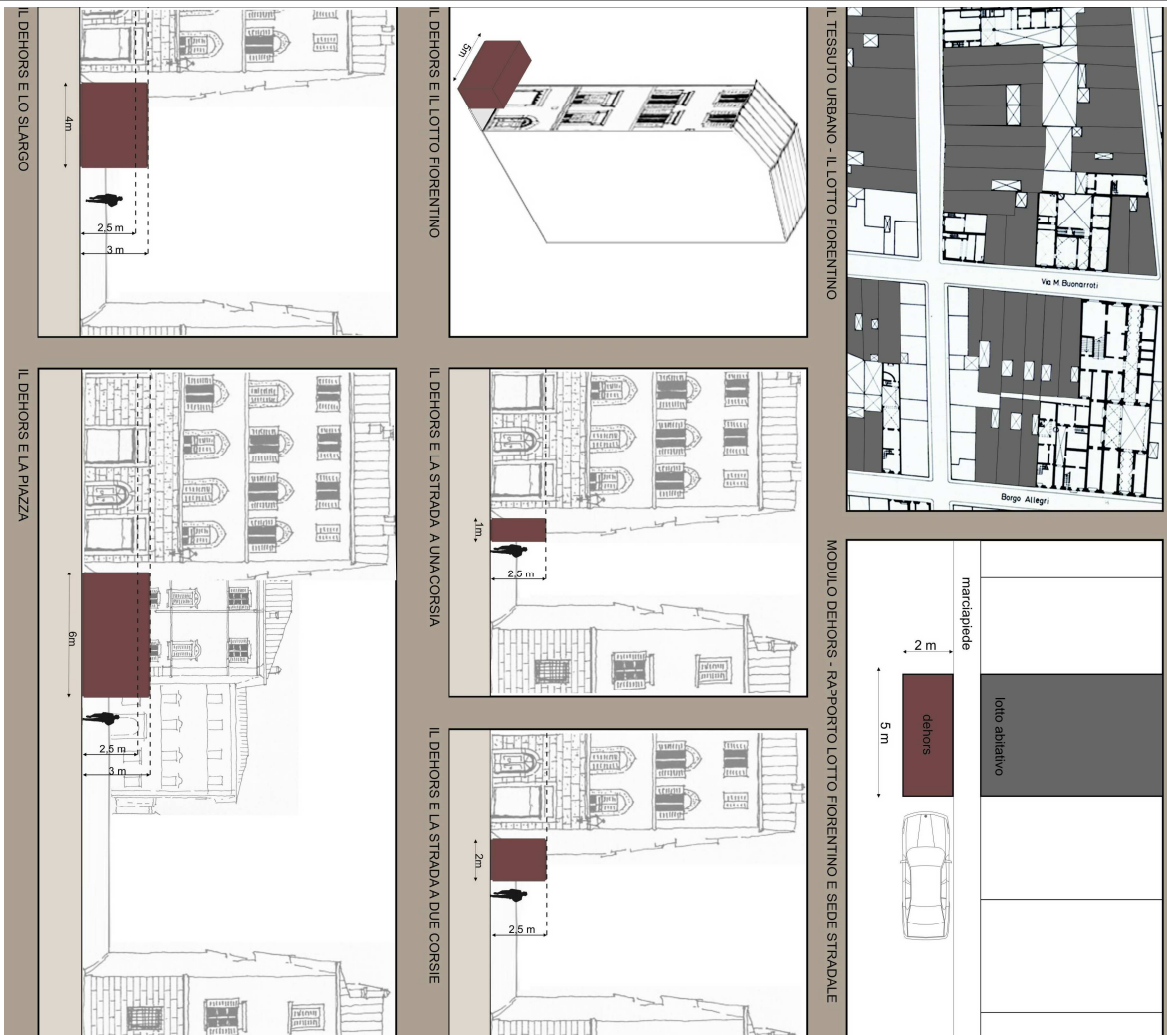 Via M. Buonarroti
Borgo Allegri
IL TESSUTO URBANO - IL LOTTO FIORENTINO
lotto abitativo
marciapiede
2 m
dehors
5 m
MODULO DEHORS - RAPPORTO LOTTO FIORENTINO E SEDE STRADALE
5m
IL DEHORS E IL LOTTO FIORENTINO
2,5 m
1m
IL DEHORS E LA STRADA A UNA CORSIA
2,5 m
2m
IL DEHORS E LA STRADA A DUE CORSIE
2,5 m
3 m
4m
IL DEHORS E LO SLARGO
2,5 m
3 m
6m
IL DEHORS E LA PIAZZA